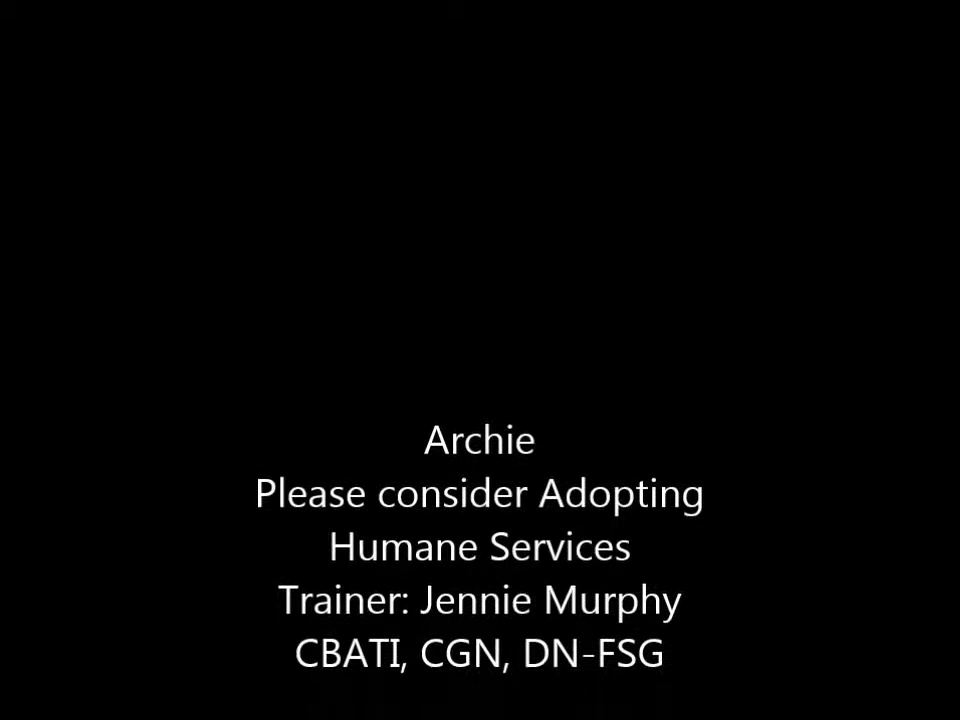 Archie
Please consider Adopting
Humane Services
Trainer: Jennie Murphy
CBATI, CGN, DN-FSG